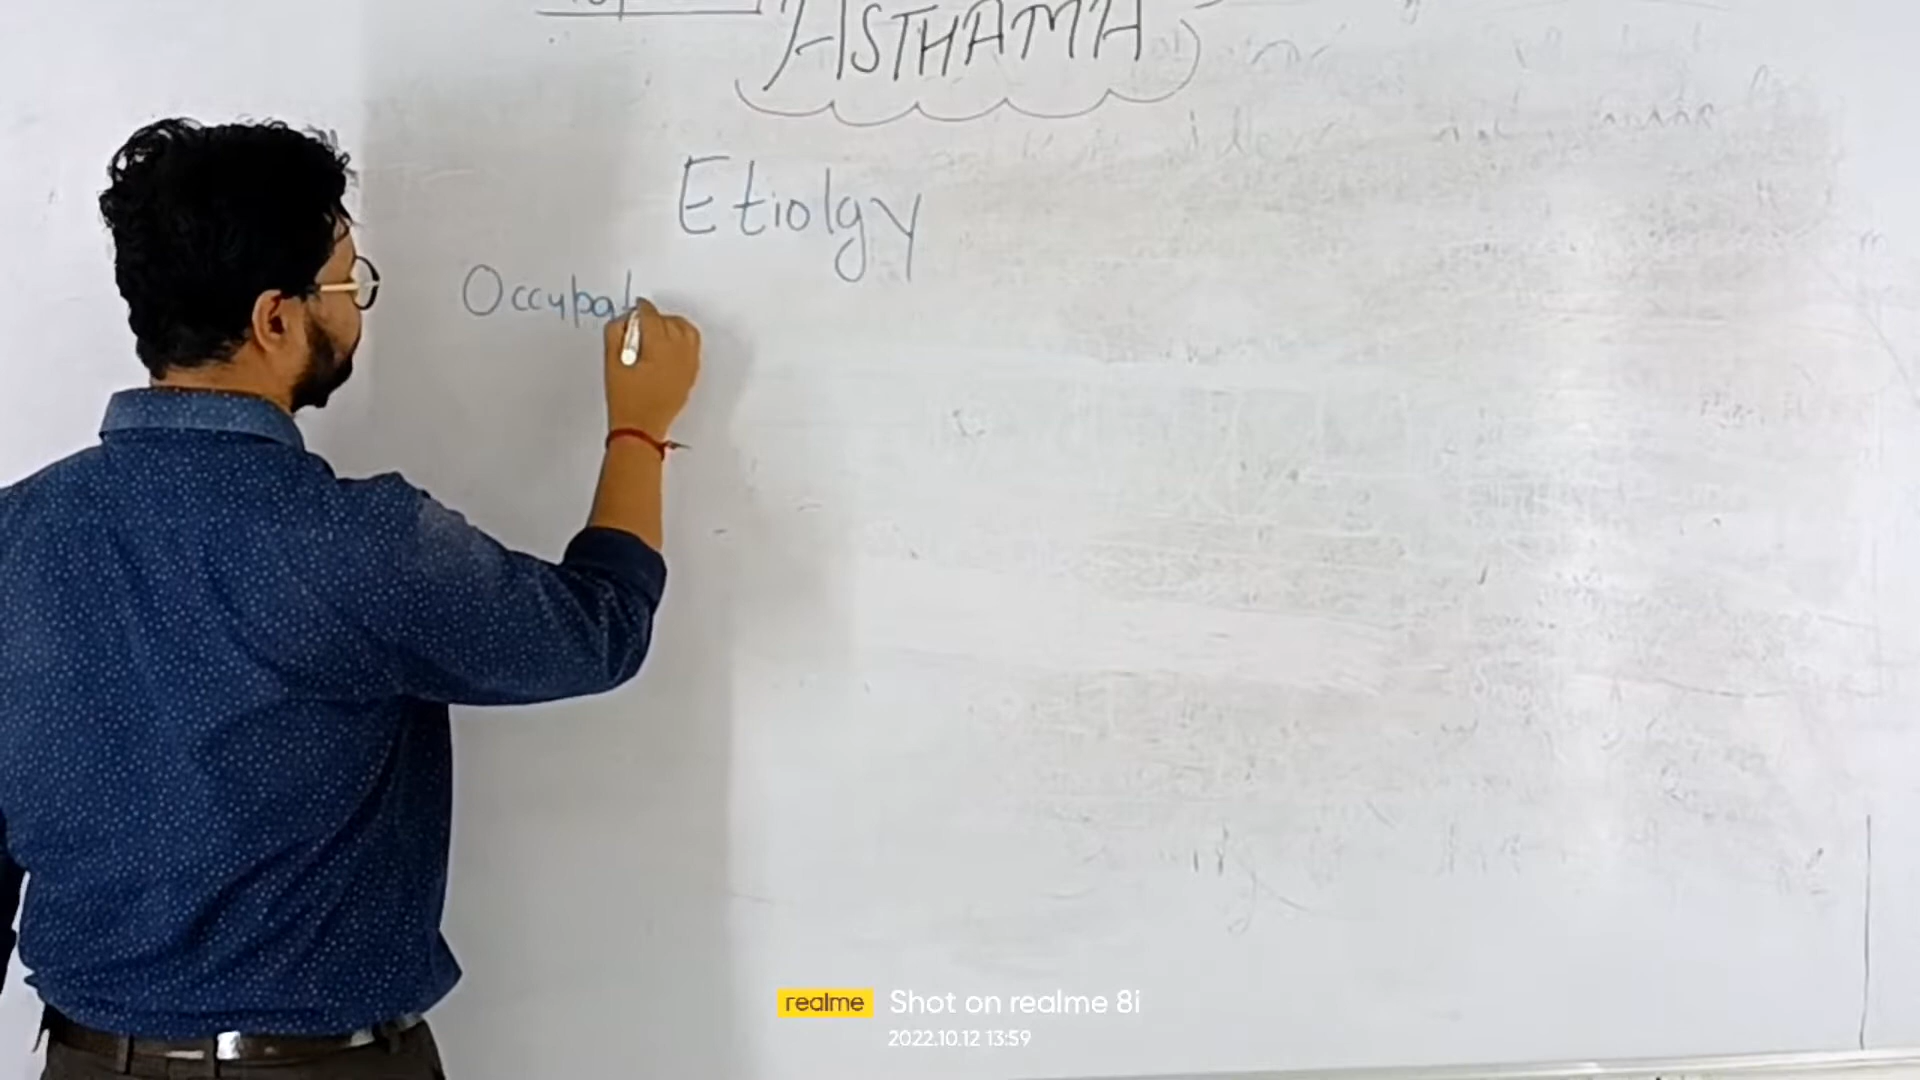 ASTHAMA
Etiolgy
Occupat
realme Shot on realme 8i
2022.10.12 13:59